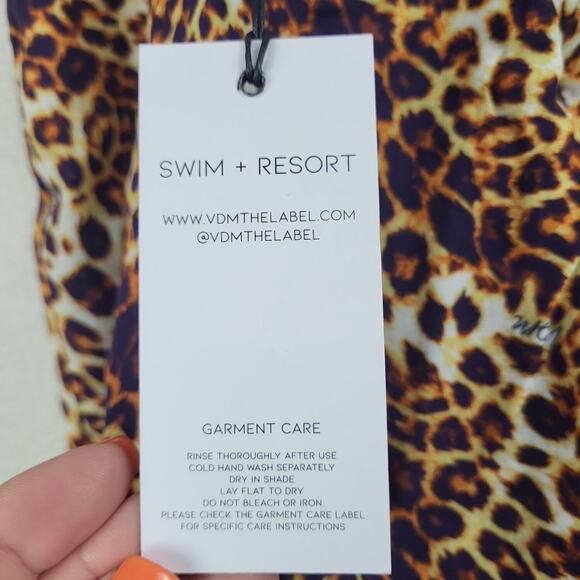 SWIM + RESORT
WWW.VDMTHELABEL.COM
@VDMTHELABEL
GARMENT CARE
RINSE THOROUGHLY AFTER USE
COLD HAND WASH SEPARATELY
DRY IN SHADE
LAY FLAT TO DRY
DO NOT BLEACH OR IRON
PLEASE CHECK THE GARMENT CARE LABEL
FOR SPECIFIC CARE INSTRUCTIONS